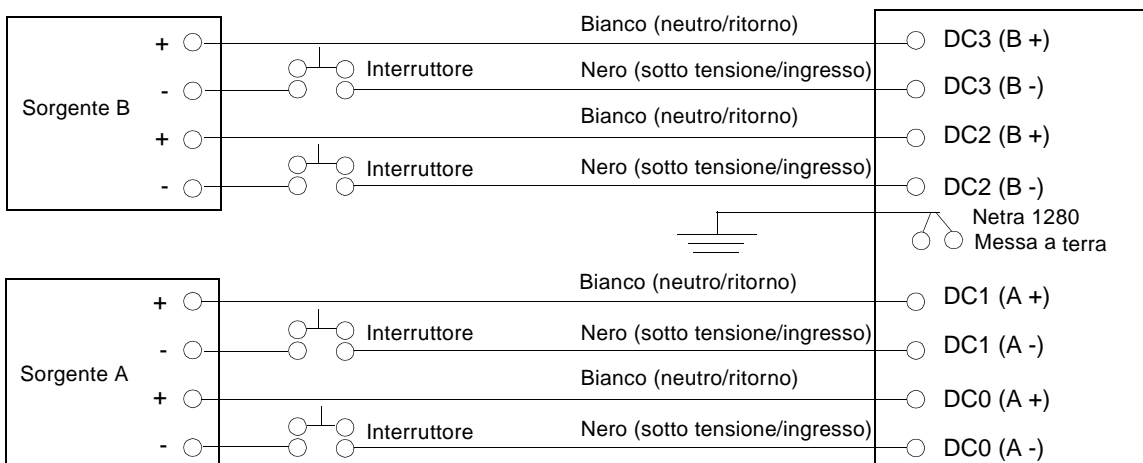 Bianco (neutro/ritorno)
+ DC3 (B +)
Interruttore Nero (sotto tensione/ingresso)
- DC3 (B -)
Sorgente B
Bianco (neutro/ritorno)
+ DC2 (B +)
Interruttore Nero (sotto tensione/ingresso)
- DC2 (B -)
Netra 1280
Messa a terra
Bianco (neutro/ritorno)
+ DC1 (A +)
Interruttore Nero (sotto tensione/ingresso)
- DC1 (A -)
Sorgente A
Bianco (neutro/ritorno)
+ DC0 (A +)
Interruttore Nero (sotto tensione/ingresso)
- DC0 (A -)